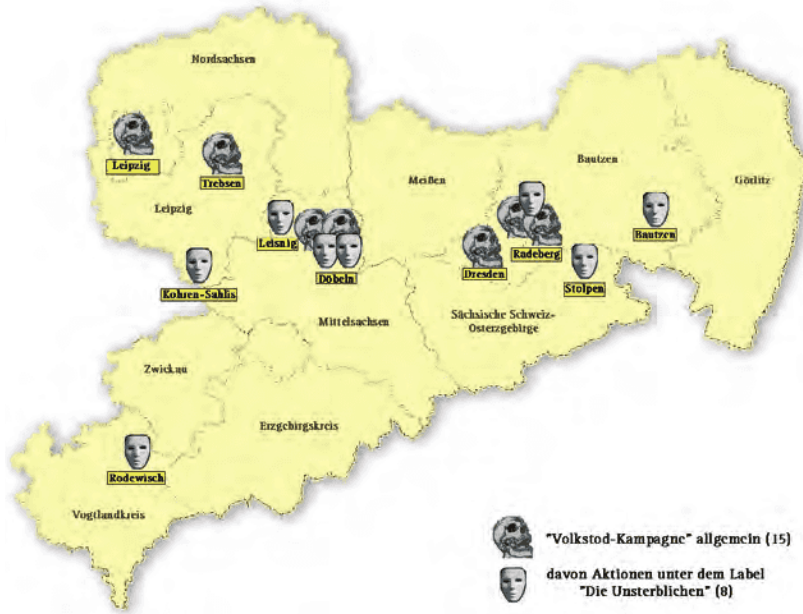 Nordsachsen
Leipzig
Trebsen
Meißen
Bautzen
Görlitz
Leipzig
Leisnig
Bautzen
Radeberg
Dresden
Döbeln
Stolpen
Kohren-Sahlis
Mittelsachsen
Sächsische Schweiz-
Osterzgebirge
Zwickau
Erzgebirgskreis
Rodewisch
Vogtlandkreis
"Volkstod-Kampagne" allgemein (15)
davon Aktionen unter dem Label
"Die Unsterblichen" (8)